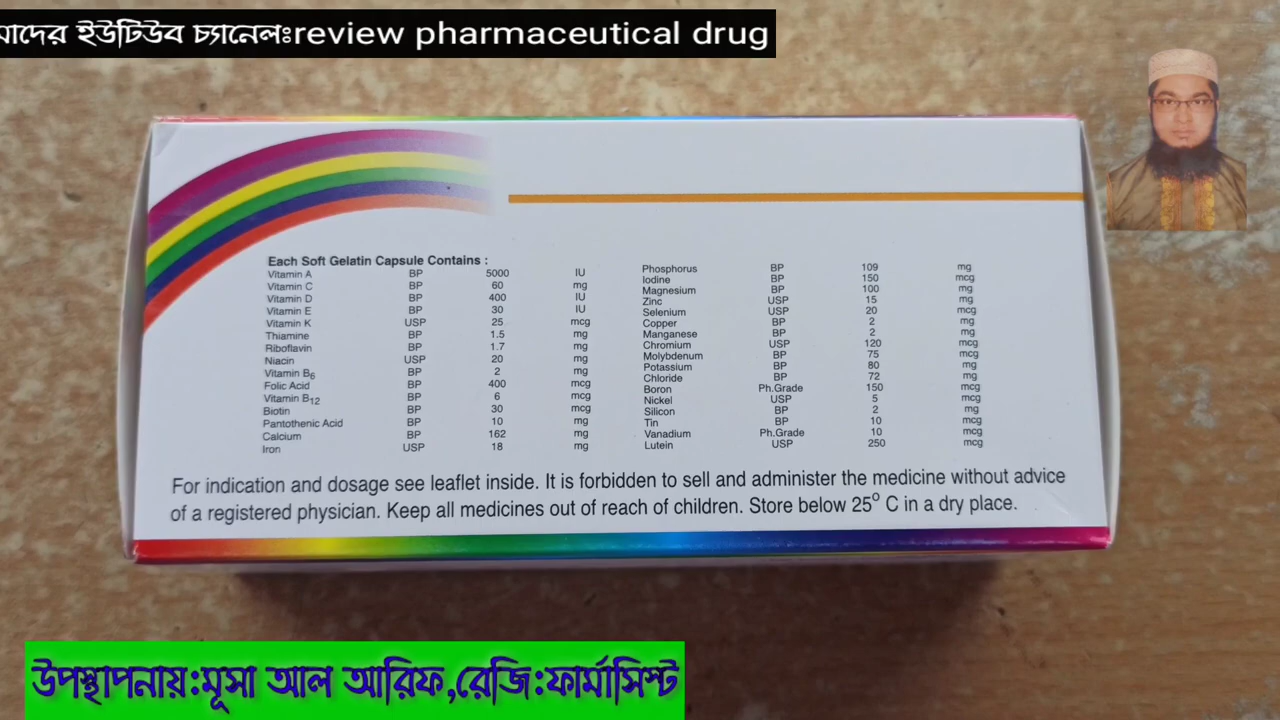 মাদের ইউটিউব চ্যানেলঃreview pharmaceutical drug
Each Soft Gelatin Capsule Contains :
Vitamin A BP 5000 IU
Vitamin C BP 60 mg
Vitamin D BP 400 IU
Vitamin E BP 30 IU
Vitamin K USP 25 mcg
Thiamine BP 1.5 mg
Riboflavin BP 1.7 mg
Niacin USP 20 mg
Vitamin B6 BP 2 mg
Folic Acid BP 400 mcg
Vitamin B12 BP 6 mcg
Biotin BP 30 mcg
Pantothenic Acid BP 10 mg
Calcium BP 162 mg
Iron USP 18 mg
Phosphorus BP 109 mg
Iodine BP 150 mcg
Magnesium BP 100 mg
Zinc USP 15 mg
Selenium USP 20 mcg
Copper BP 2 mg
Manganese BP 2 mg
Chromium USP 120 mcg
Molybdenum BP 75 mcg
Potassium BP 80 mg
Chloride BP 72 mg
Boron Ph.Grade 150 mcg
Nickel USP 5 mcg
Silicon BP 2 mg
Tin BP 10 mcg
Vanadium Ph.Grade 10 mcg
Lutein USP 250 mcg
For indication and dosage see leaflet inside. It is forbidden to sell and administer the medicine without advice
of a registered physician. Keep all medicines out of reach of children. Store below 25° C in a dry place.
উপস্থাপনায়:মূসা আল আরিফ,রেজি:ফার্মাসিস্ট